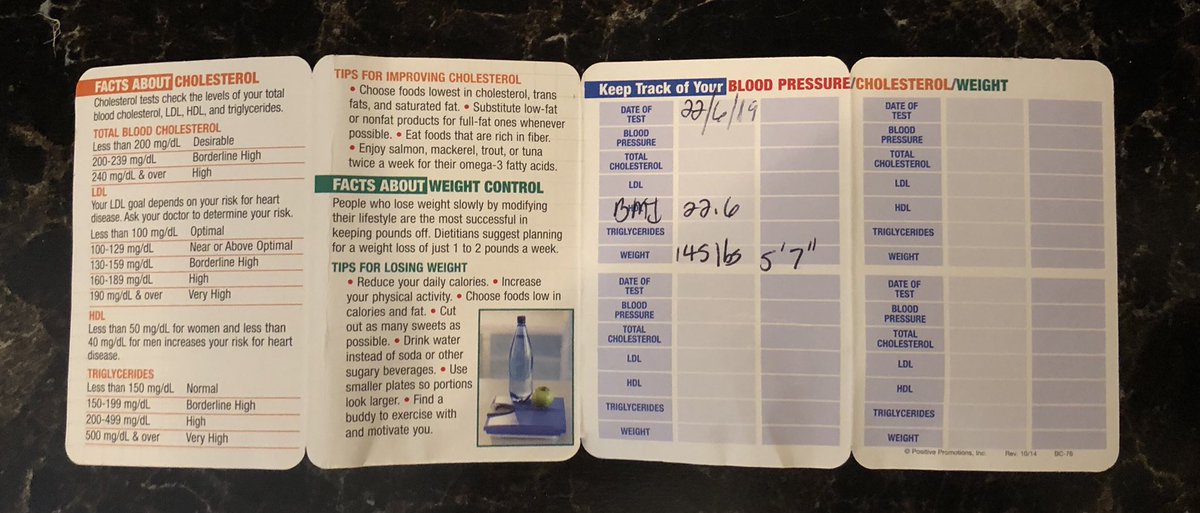 FACTS ABOUT CHOLESTEROL
Cholesterol tests check the levels of your total
blood cholesterol, LDL, HDL, and triglycerides.
TOTAL BLOOD CHOLESTEROL
Less than 200 mg/dL Desirable
200-239 mg/dL Borderline High
240 mg/dL & over High
LDL
Your LDL goal depends on your risk for heart
disease. Ask your doctor to determine your risk.
Less than 100 mg/dL Optimal
100-129 mg/dL Near or Above Optimal
130-159 mg/dL Borderline High
160-189 mg/dL High
190 mg/dL & over Very High
HDL
Less than 50 mg/dL for women and less than
40 mg/dL for men increases your risk for heart
disease.
TRIGLYCERIDES
Less than 150 mg/dL Normal
150-199 mg/dL Borderline High
200-499 mg/dL High
500 mg/dL & over Very High
TIPS FOR IMPROVING CHOLESTEROL
• Choose foods lowest in cholesterol, trans
fats, and saturated fat. • Substitute low-fat
or nonfat products for full-fat ones whenever
possible. • Eat foods that are rich in fiber.
• Enjoy salmon, mackerel, trout, or tuna
twice a week for their omega-3 fatty acids.
FACTS ABOUT WEIGHT CONTROL
People who lose weight slowly by modifying
their lifestyle are the most successful in
keeping pounds off. Dietitians suggest planning
for a weight loss of just 1 to 2 pounds a week.
TIPS FOR LOSING WEIGHT
• Reduce your daily calories. • Increase
your physical activity. • Choose foods low in
calories and fat. • Cut
out as many sweets as
possible. • Drink water
instead of soda or other
sugary beverages. • Use
smaller plates so portions
look larger. • Find a
buddy to exercise with
and motivate you.
Keep Track of Your BLOOD PRESSURE/CHOLESTEROL/WEIGHT
DATE OF
TEST 22/6/19
BLOOD
PRESSURE
TOTAL
CHOLESTEROL
LDL
BMI 22.6
TRIGLYCERIDES
WEIGHT 145 lbs 5'7"
DATE OF
TEST
BLOOD
PRESSURE
TOTAL
CHOLESTEROL
LDL
HDL
TRIGLYCERIDES
WEIGHT
DATE OF
TEST
BLOOD
PRESSURE
TOTAL
CHOLESTEROL
LDL
HDL
TRIGLYCERIDES
WEIGHT
DATE OF
TEST
BLOOD
PRESSURE
TOTAL
CHOLESTEROL
LDL
HDL
TRIGLYCERIDES
WEIGHT
© Positive Promotions, Inc. Rev. 10/14 BC-76